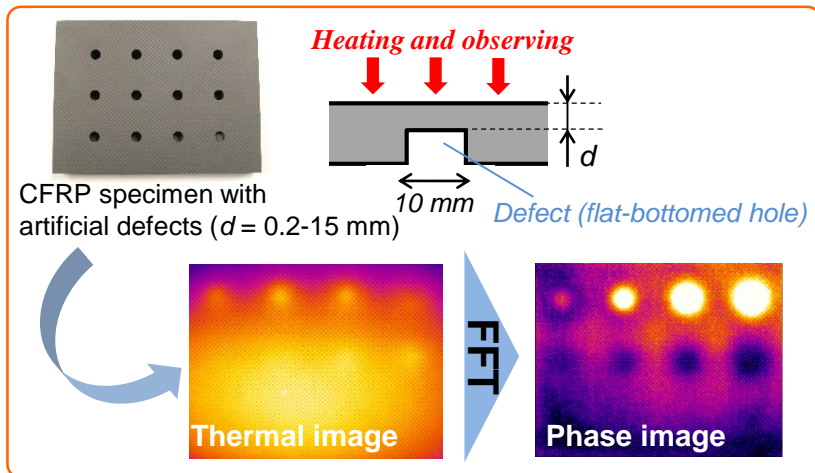 Heating and observing
d
10 mm
Defect (flat-bottomed hole)
CFRP specimen with
artificial defects (d = 0.2-15 mm)
FFT
Thermal image
Phase image